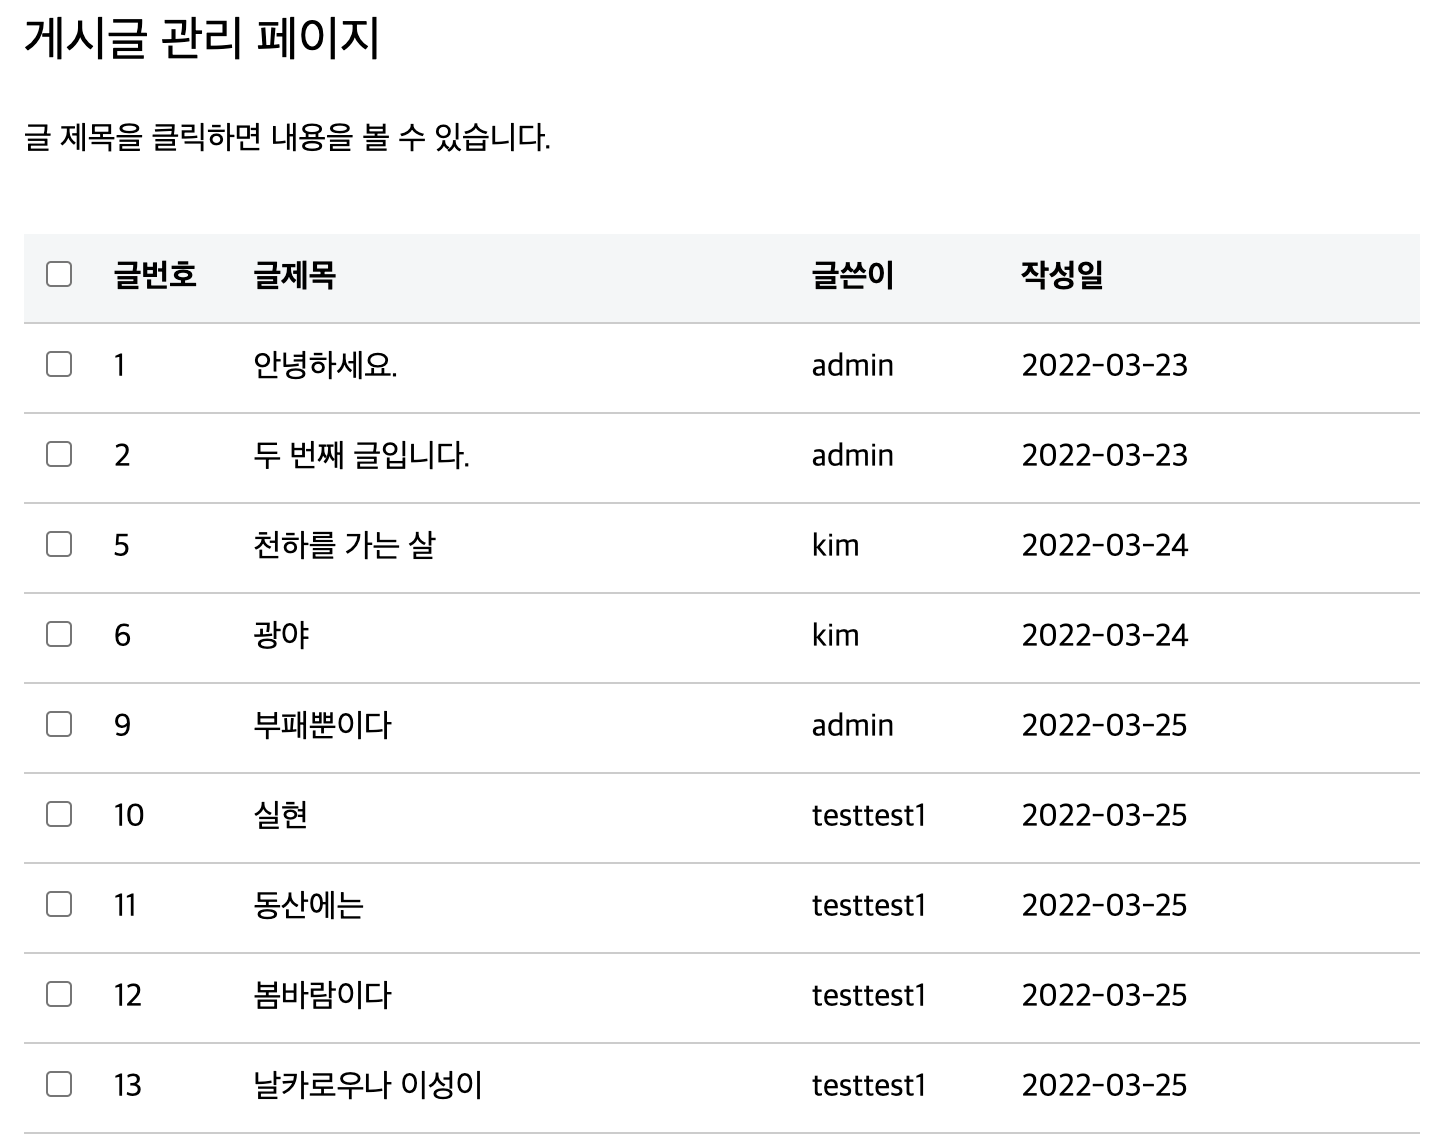 게시글 관리 페이지
글 제목을 클릭하면 내용을 볼 수 있습니다.
글번호 글제목 글쓴이 작성일
1 안녕하세요. admin 2022-03-23
2 두 번째 글입니다. admin 2022-03-23
5 천하를 가는 살 kim 2022-03-24
6 광야 kim 2022-03-24
9 부패뿐이다 admin 2022-03-25
10 실현 testtest1 2022-03-25
11 동산에는 testtest1 2022-03-25
12 봄바람이다 testtest1 2022-03-25
13 날카로우나 이성이 testtest1 2022-03-25